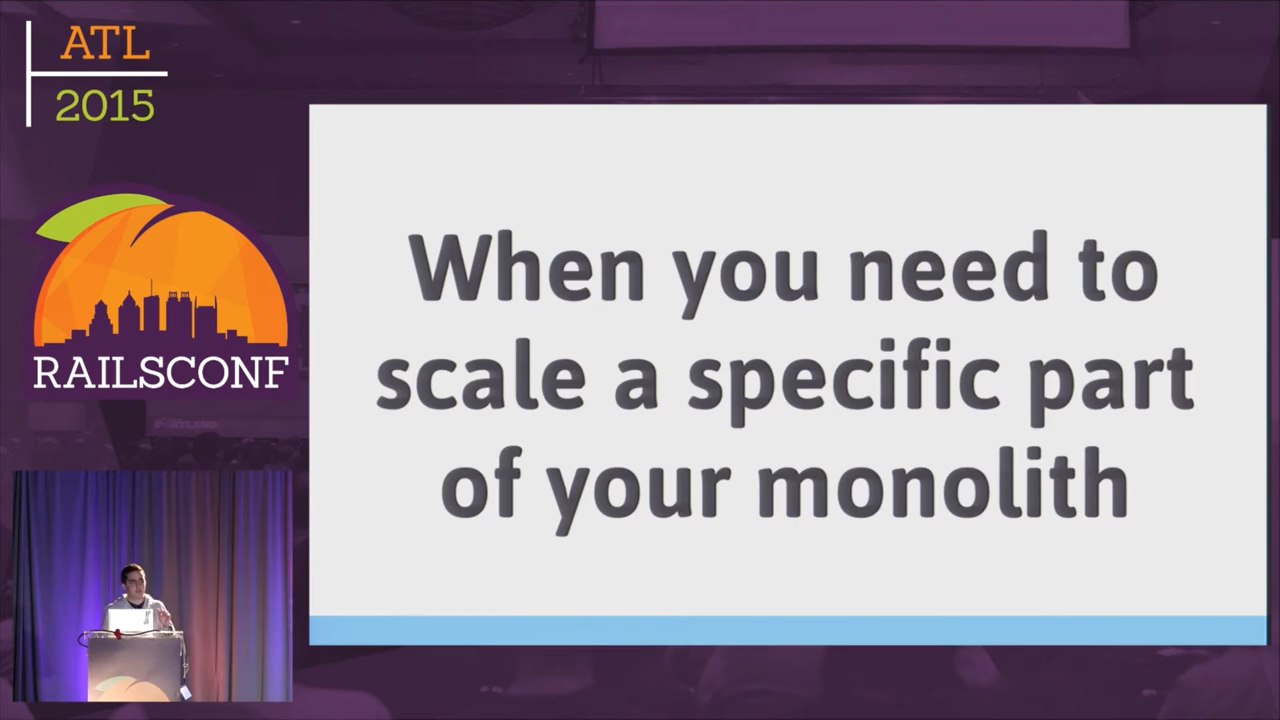 ATL
2015
RAILSCONF
When you need to
scale a specific part
of your monolith